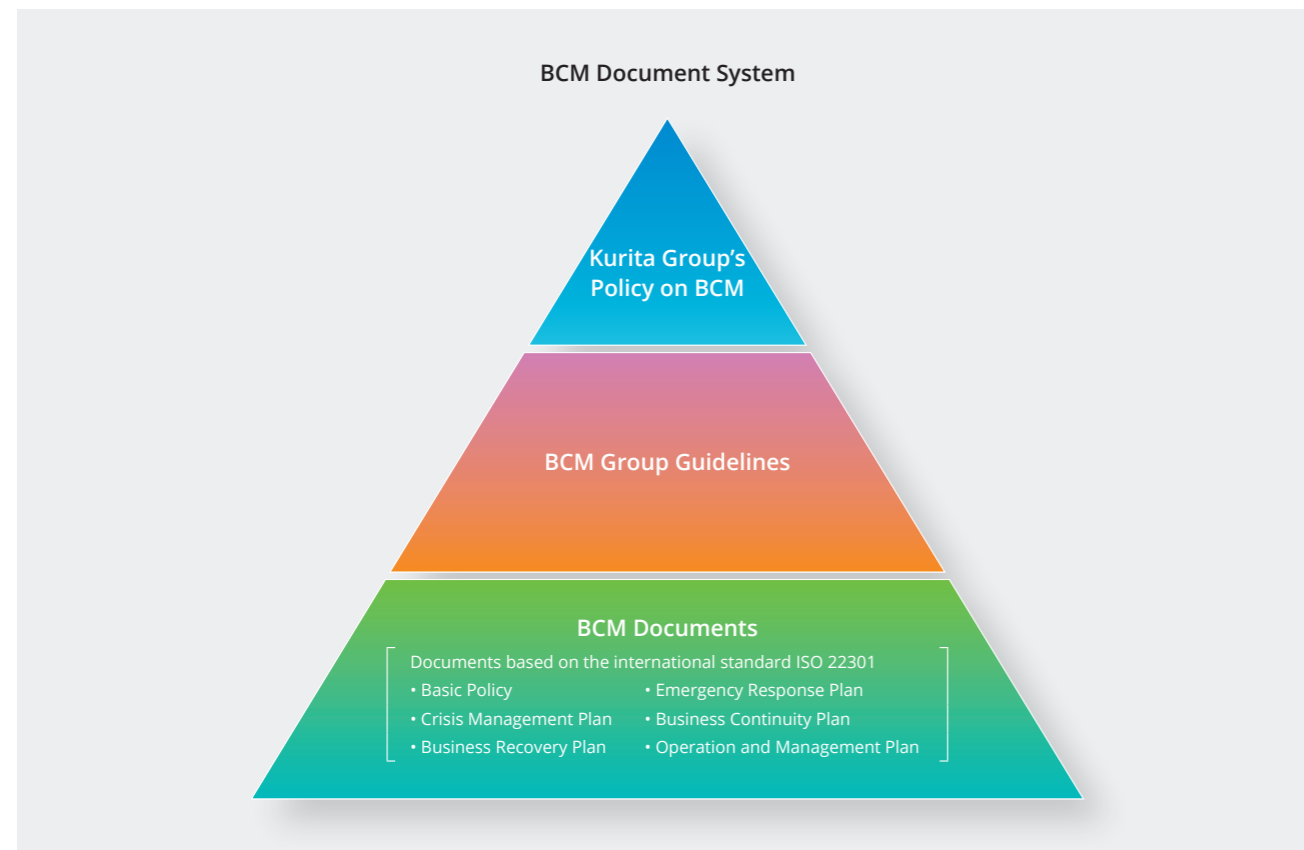 BCM Document System
Kurita Group’s
Policy on BCM
BCM Group Guidelines
BCM Documents
Documents based on the international standard ISO 22301
• Basic Policy
• Emergency Response Plan
• Crisis Management Plan
• Business Continuity Plan
• Business Recovery Plan
• Operation and Management Plan